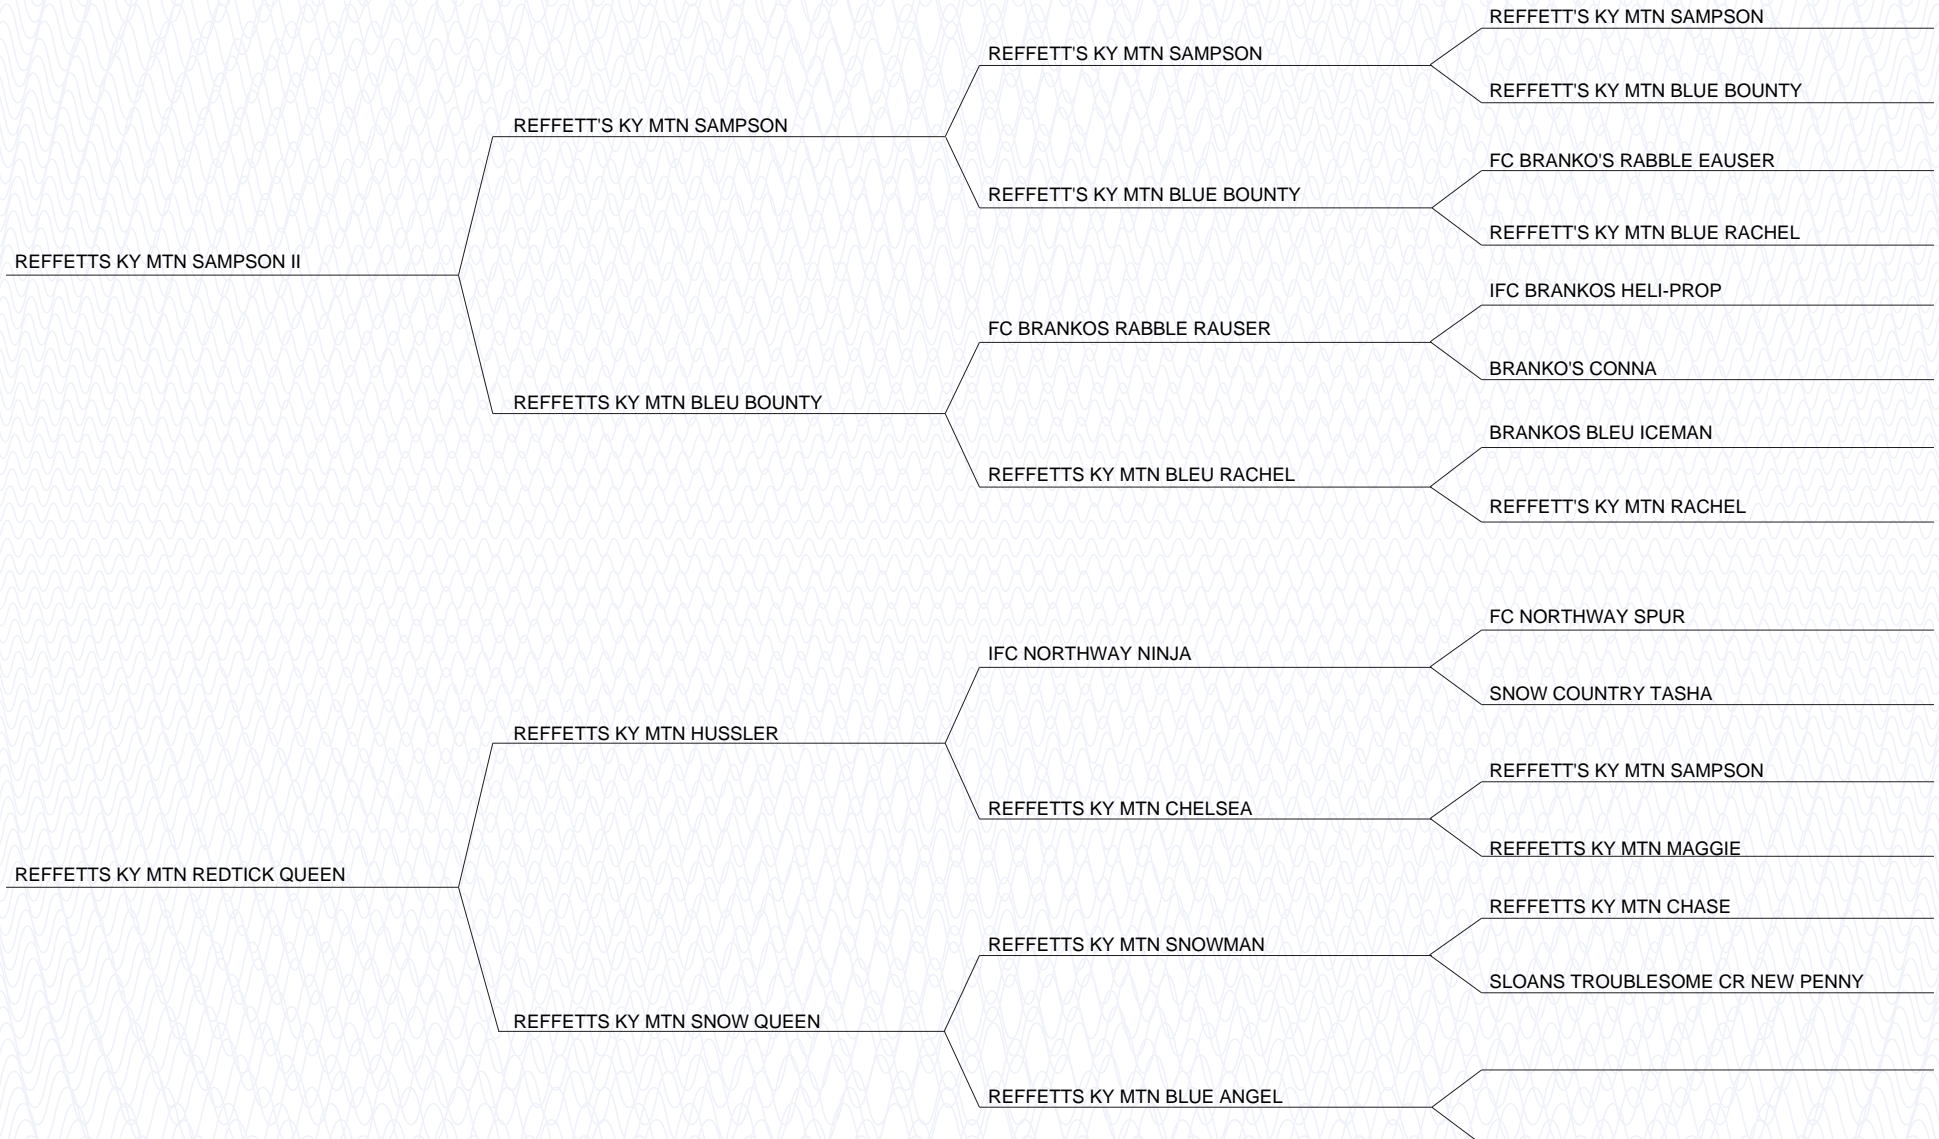 REFFETT'S KY MTN SAMPSON
REFFETT'S KY MTN SAMPSON
REFFETT'S KY MTN BLUE BOUNTY
REFFETT'S KY MTN SAMPSON
FC BRANKO'S RABBLE EAUSER
REFFETT'S KY MTN BLUE BOUNTY
REFFETT'S KY MTN BLUE RACHEL
REFFETTS KY MTN SAMPSON II
IFC BRANKOS HELI-PROP
FC BRANKOS RABBLE RAUSER
BRANKO'S CONNA
REFFETTS KY MTN BLEU BOUNTY
BRANKOS BLEU ICEMAN
REFFETTS KY MTN BLEU RACHEL
REFFETT'S KY MTN RACHEL
FC NORTHWAY SPUR
IFC NORTHWAY NINJA
SNOW COUNTRY TASHA
REFFETTS KY MTN HUSSLER
REFFETT'S KY MTN SAMPSON
REFFETTS KY MTN CHELSEA
REFFETTS KY MTN MAGGIE
REFFETTS KY MTN REDTICK QUEEN
REFFETTS KY MTN CHASE
REFFETTS KY MTN SNOWMAN
SLOANS TROUBLESOME CR NEW PENNY
REFFETTS KY MTN SNOW QUEEN
REFFETTS KY MTN BLUE ANGEL